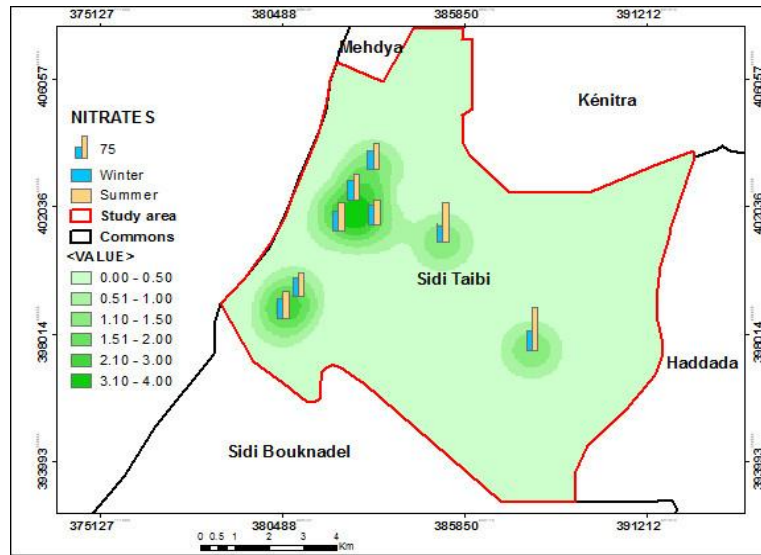 375127 380488 385850 391212
Mehdya
406057 406057
Kénitra
NITRATES
75
Winter
Summer
402036 402036
Study area
Commons
<VALUE>
0.00 - 0.50
Sidi Taibi
0.51 - 1.00
1.10 - 1.50
398014 398014
1.51 - 2.00
2.10 - 3.00
Haddada
3.10 - 4.00
Sidi Bouknadel
393993 393993
375127 380488 385850 391212
0 0.5 1 2 3 4
Km